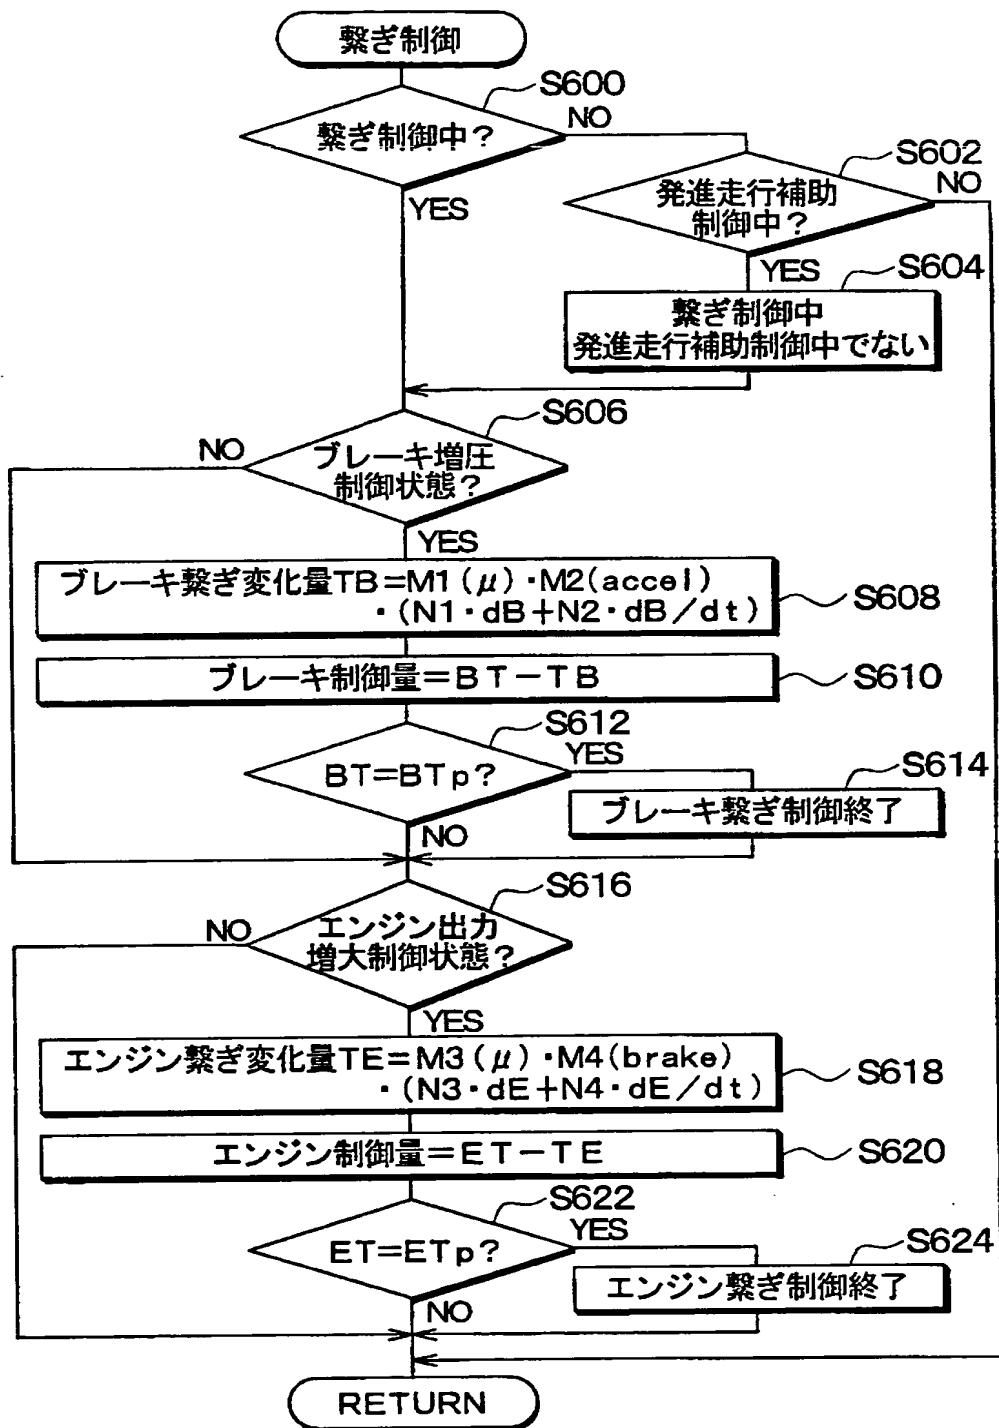 繋ぎ制御
S600
繋ぎ制御中？
NO
YES
S602
発進走行補助
制御中？
NO
YES
S604
繋ぎ制御中
発進走行補助制御中でない
S606
ブレーキ増圧
制御状態？
NO
YES
ブレーキ繋ぎ変化量TB＝M1(μ)・M2(accel)
・(N1・dB＋N2・dB／dt)
S608
ブレーキ制御量＝BT－TB
S610
S612
BT＝BTp？
YES
NO
S614
ブレーキ繋ぎ制御終了
S616
エンジン出力
増大制御状態？
NO
YES
エンジン繋ぎ変化量TE＝M3(μ)・M4(brake)
・(N3・dE＋N4・dE／dt)
S618
エンジン制御量＝ET－TE
S620
S622
ET＝ETp？
YES
NO
S624
エンジン繋ぎ制御終了
RETURN